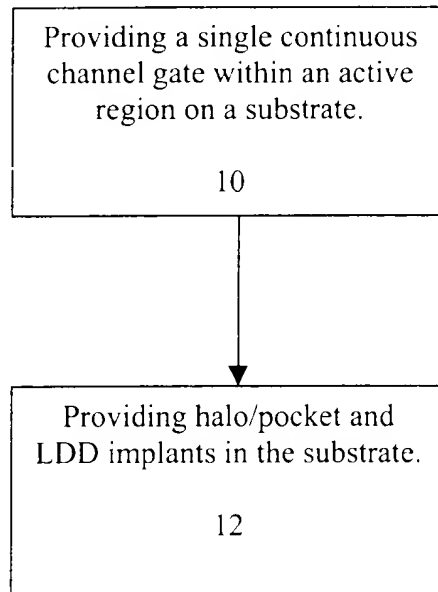 Providing a single continuous
channel gate within an active
region on a substrate.
10
Providing halo/pocket and
LDD implants in the substrate.
12